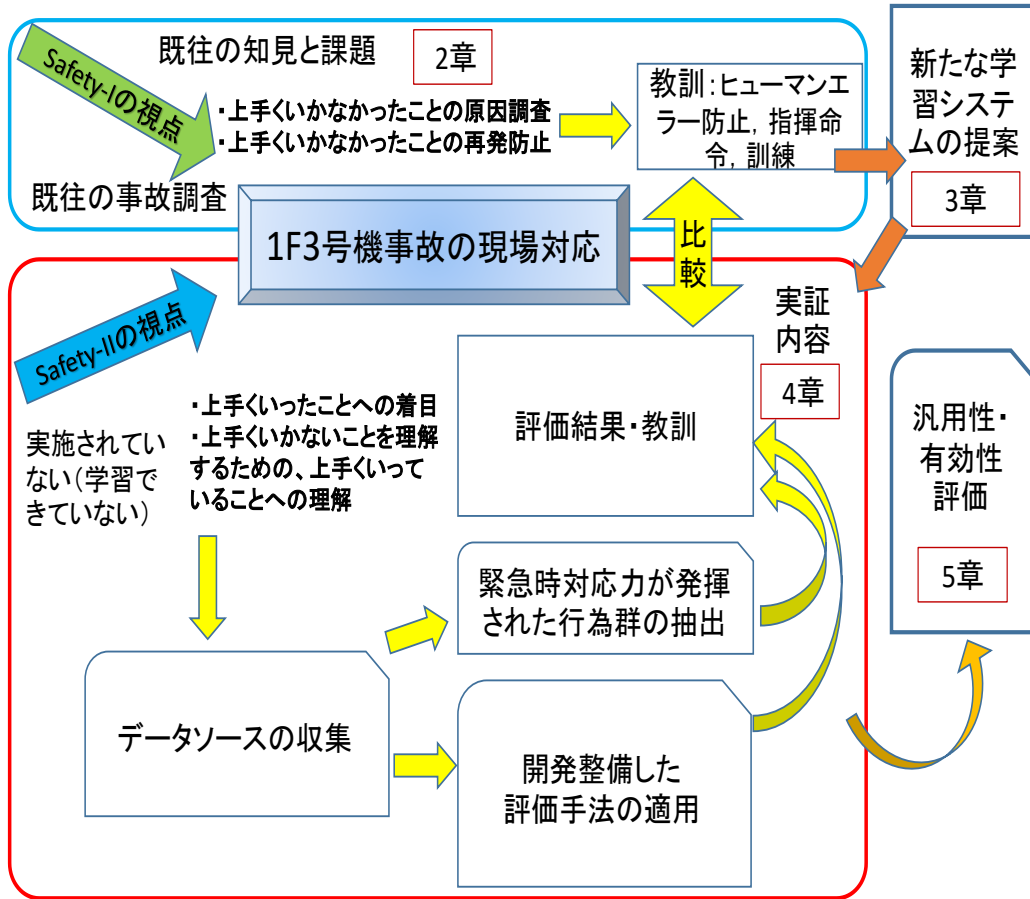 既往の知見と課題
2章
Safety-Iの視点
・上手くいかなかったことの原因調査
・上手くいかなかったことの再発防止
既往の事故調査
教訓：ヒューマンエ
ラー防止，指揮命
令，訓練
新たな学
習システ
ムの提案
3章
1F3号機事故の現場対応
比
較
Safety-IIの視点
実証
内容
4章
・上手くいったことへの着目
・上手くいかないことを理解
するための、上手くいって
いることへの理解
実施されてい
ない（学習で
きていない）
評価結果・教訓
汎用性・
有効性
評価
5章
緊急時対応力が発揮
された行為群の抽出
データソースの収集
開発整備した
評価手法の適用